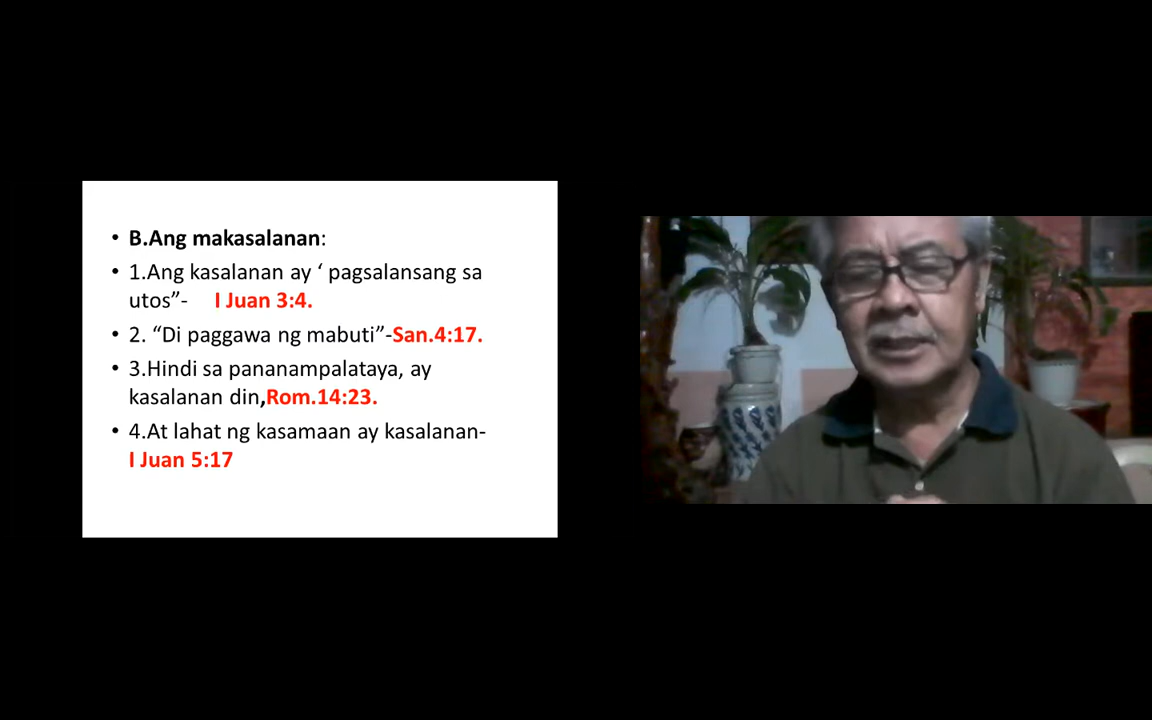 • B.Ang makasalanan:
• 1.Ang kasalanan ay ‘ pagsalansang sa
utos”- I Juan 3:4.
• 2. “Di paggawa ng mabuti”-San.4:17.
• 3.Hindi sa pananampalataya, ay
kasalanan din,Rom.14:23.
• 4.At lahat ng kasamaan ay kasalanan-
I Juan 5:17